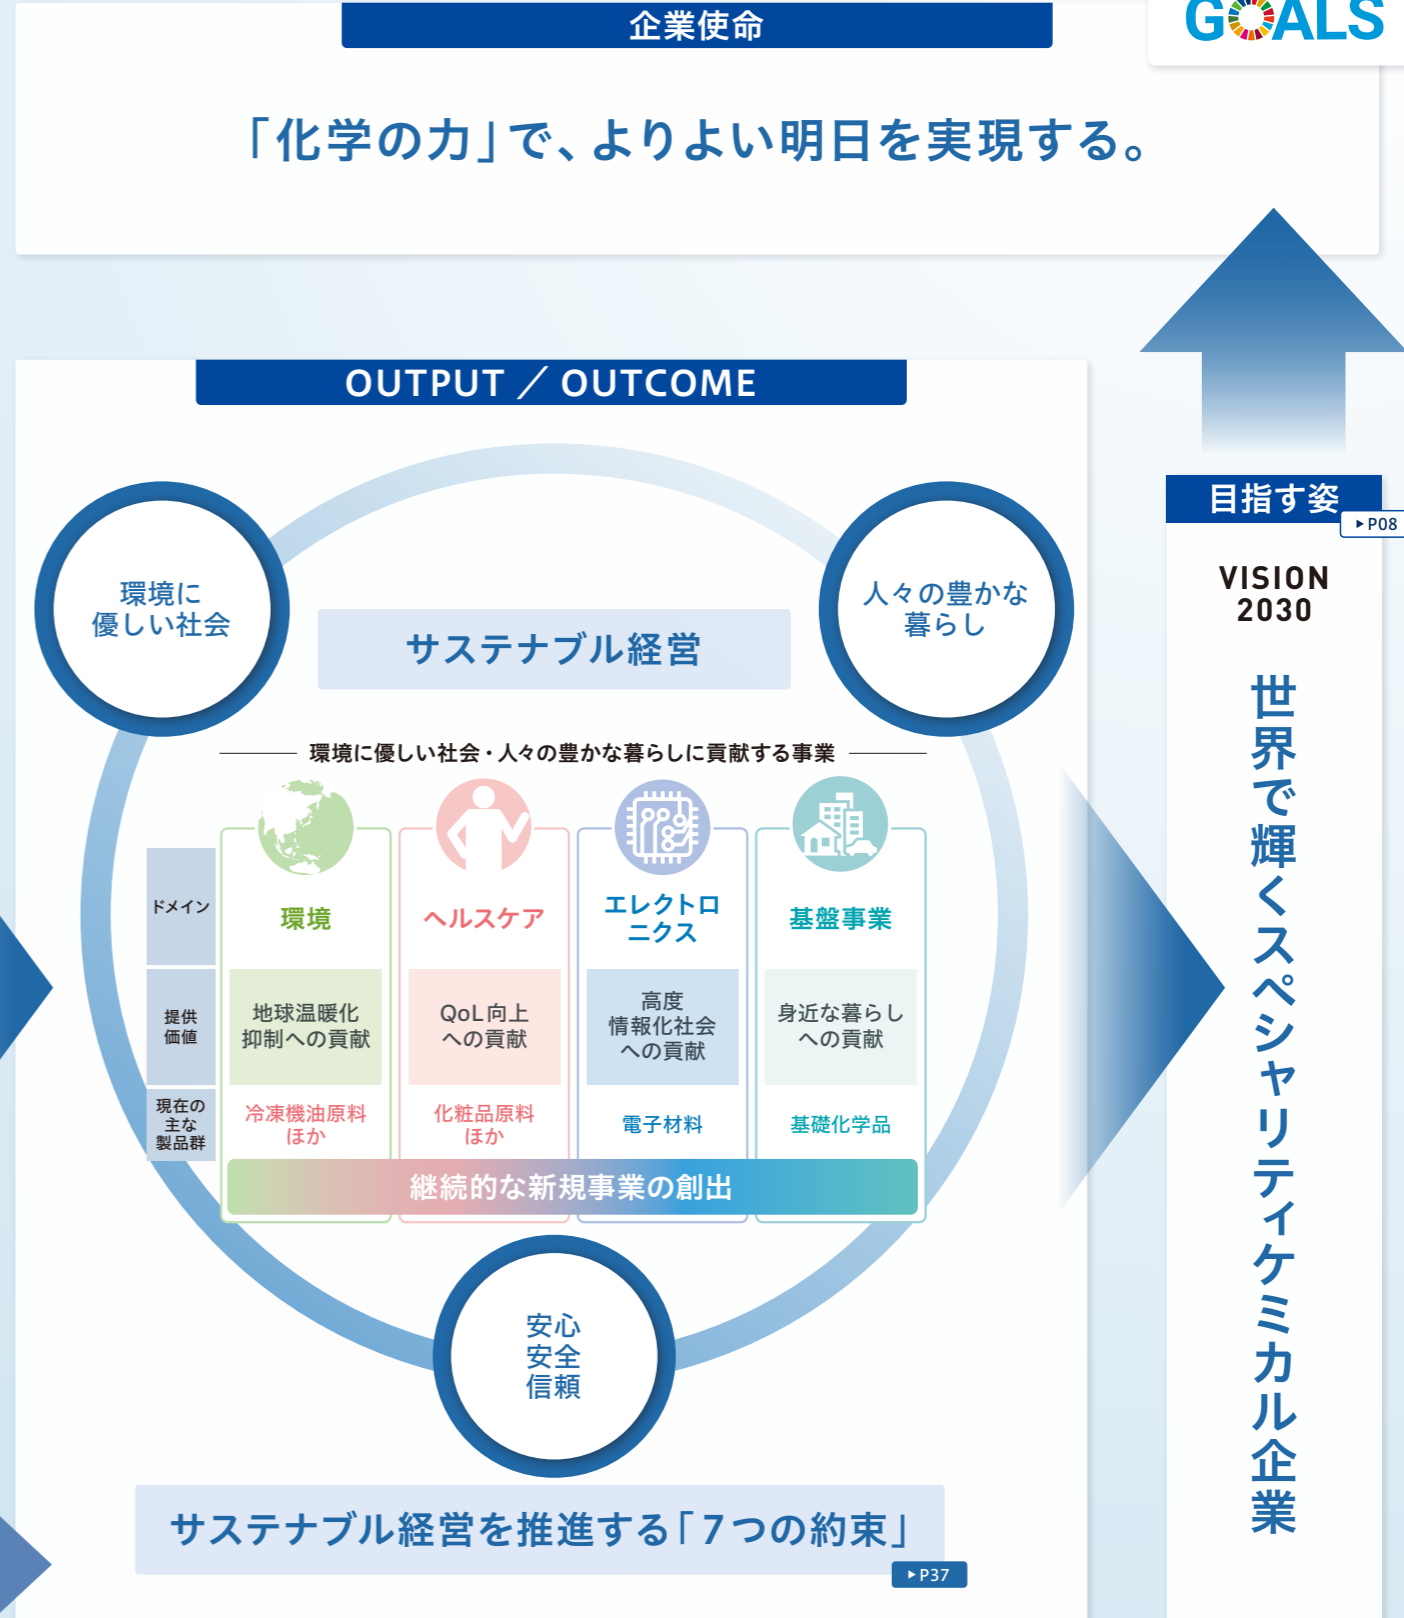 企業使命
GOALS
「化学の力」で、よりよい明日を実現する。
OUTPUT ／ OUTCOME
環境に
優しい社会
人々の豊かな
暮らし
サステナブル経営
環境に優しい社会・人々の豊かな暮らしに貢献する事業
ドメイン
環境
ヘルスケア
エレクトロ
ニクス
基盤事業
提供
価値
地球温暖化
抑制への貢献
QoL向上
への貢献
高度
情報化社会
への貢献
身近な暮らし
への貢献
現在の
主な
製品群
冷凍機油原料
ほか
化粧品原料
ほか
電子材料
基礎化学品
継続的な新規事業の創出
安心
安全
信頼
サステナブル経営を推進する「7つの約束」
▶P37
目指す姿
▶P08
VISION
2030
世界で輝くスペシャリティケミカル企業